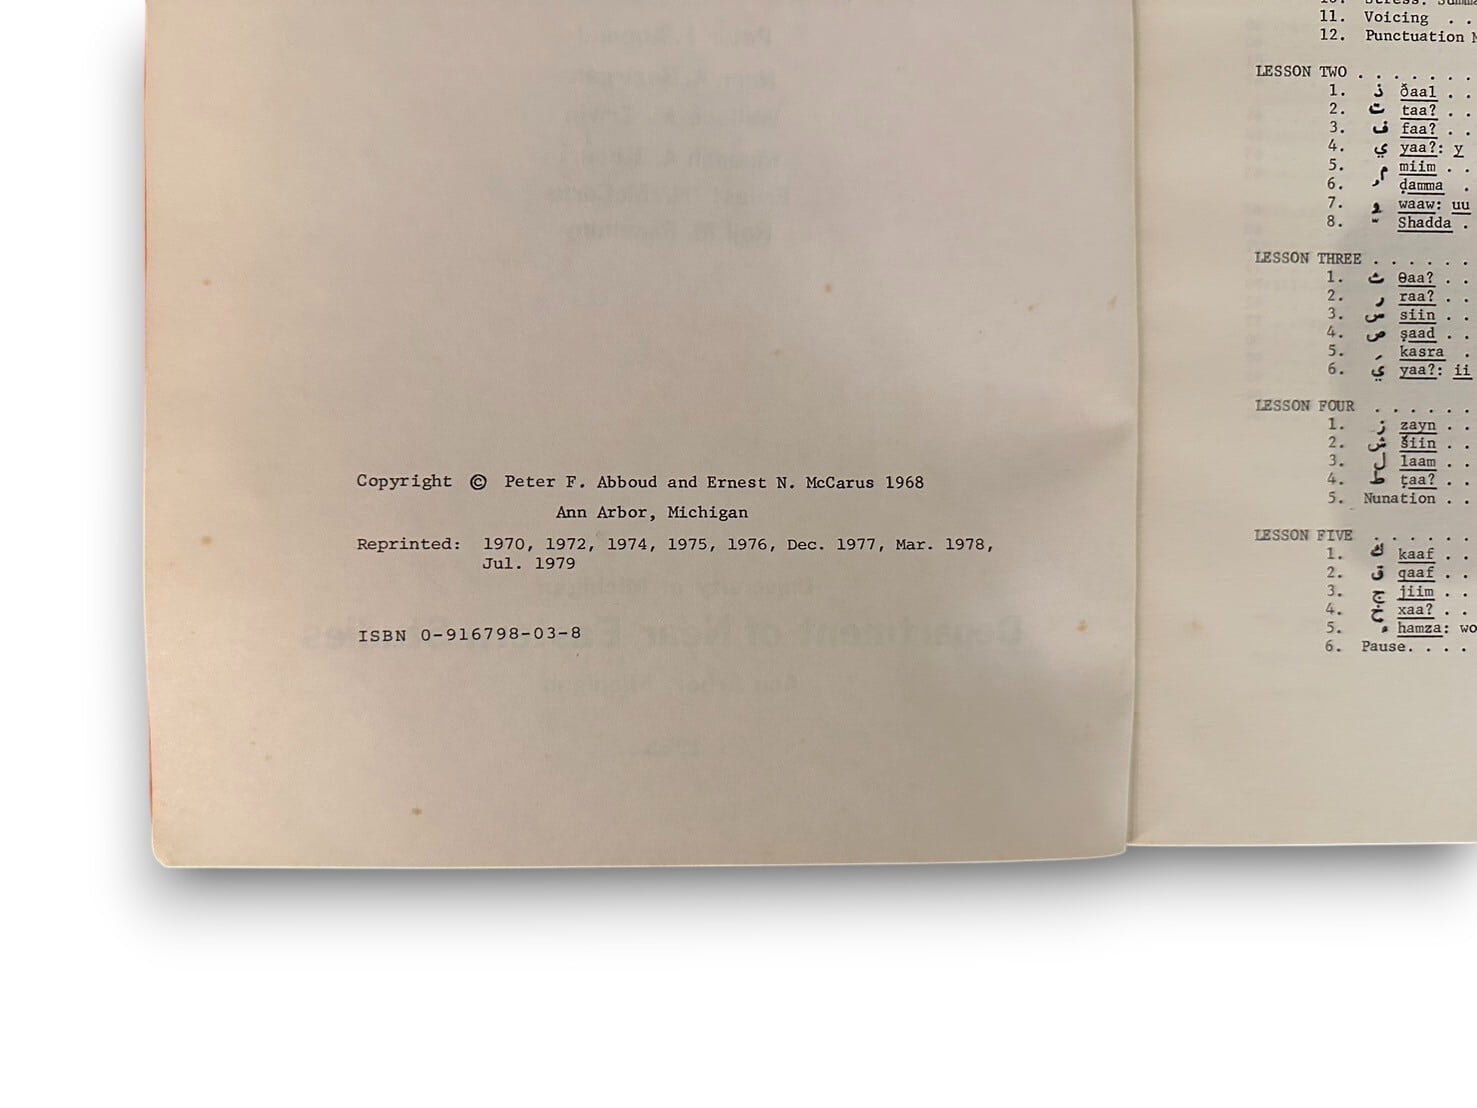 Copyright © Peter F. Abboud and Ernest N. McCarus 1968
Ann Arbor, Michigan
Reprinted: 1970, 1972, 1974, 1975, 1976, Dec. 1977, Mar. 1978,
Jul. 1979
ISBN 0-916798-03-8
11. Voicing . .
12. Punctuation
LESSON TWO . . . . . . .
1. ذ ðaal . .
2. ت taa? . .
3. ف faa? . .
4. ي yaa?: y
5. م miim . .
6. ُ ḍamma .
7. و waaw: uu
8. ّ Shadda .
LESSON THREE . . . . . .
1. ث θaa? . .
2. ر raa? . .
3. س siin . .
4. ص ṣaad . .
5. ِ kasra .
6. ي yaa?: ii
LESSON FOUR . . . . . .
1. ز zayn . .
2. ش šiin . .
3. ل laam . .
4. ط ṭaa? . .
5. Nunation . .
LESSON FIVE . . . . . .
1. ك kaaf . .
2. ق qaaf . .
3. ج jiim . .
4. خ xaa? . .
5. ء hamza:
6. Pause. . . .